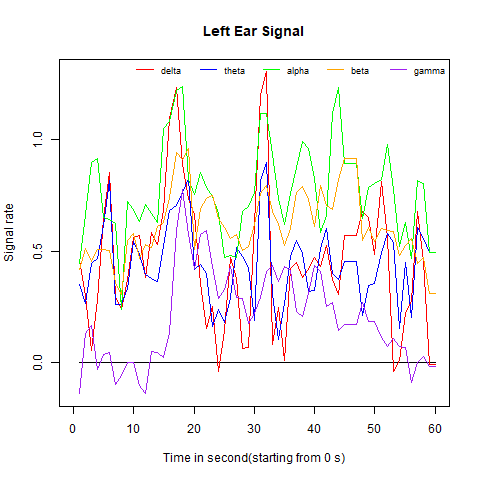 Left Ear Signal
delta theta alpha beta gamma
Signal rate
0.0 0.5 1.0
0 10 20 30 40 50 60
Time in second(starting from 0 s)